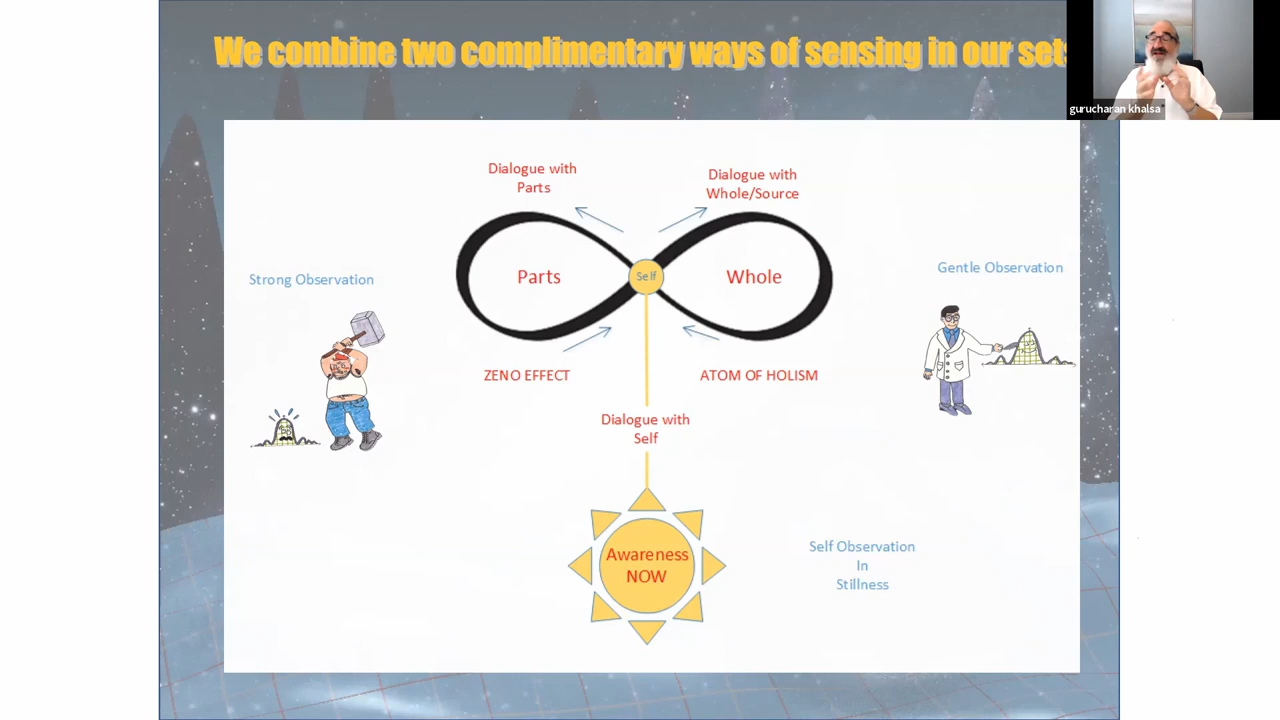 We combine two complimentary ways of sensing in our sets
gurucharan khalsa
Dialogue with
Parts
Dialogue with
Whole/Source
Strong Observation
Parts
Self
Whole
Gentle Observation
ZENO EFFECT
ATOM OF HOLISM
Dialogue with
Self
Awareness
NOW
Self Observation
In
Stillness